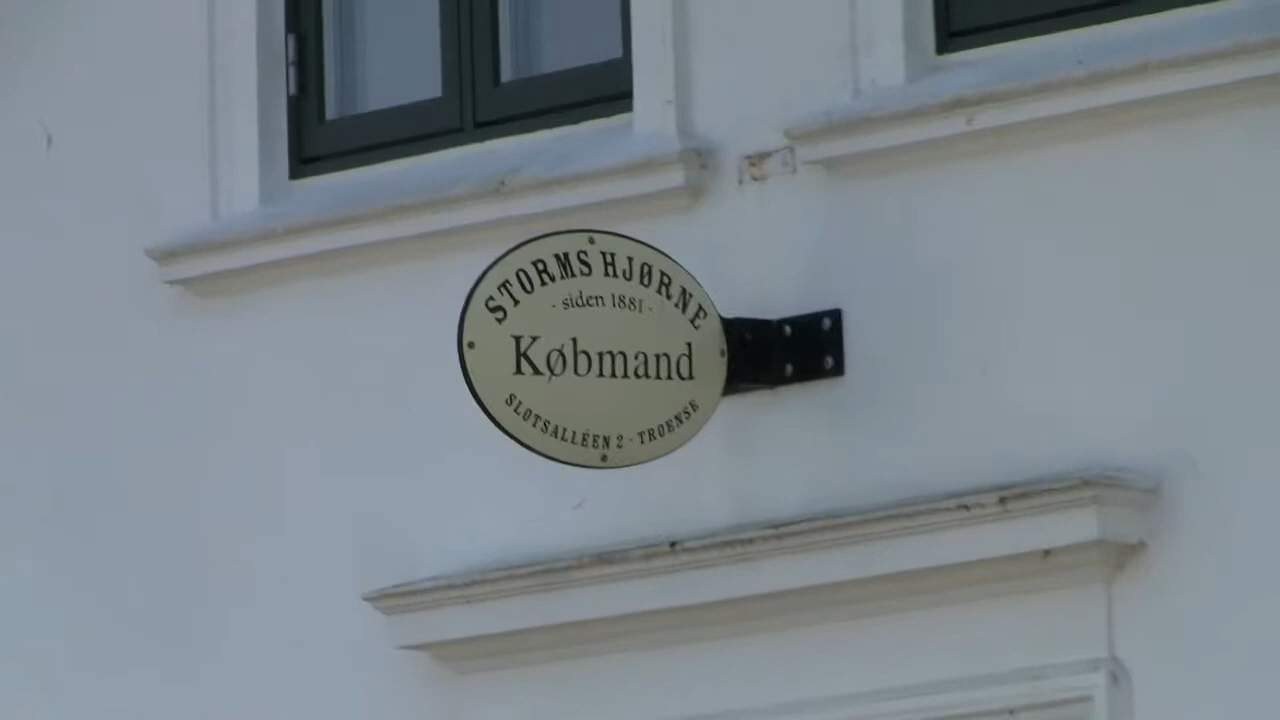 STORMS HJØRNE
- siden 1881 -
Købmand
SLOTSALLÉEN 2 - TROENSE